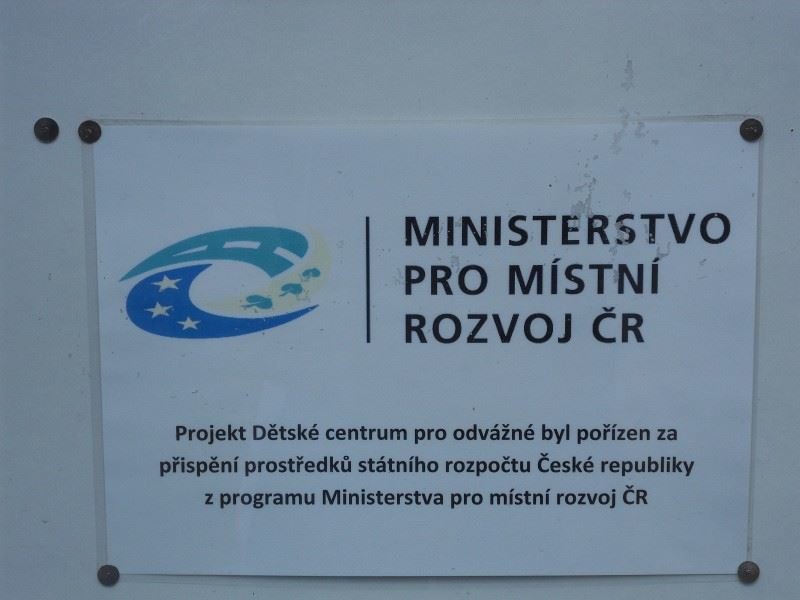 MINISTERSTVO
PRO MÍSTNÍ
ROZVOJ ČR
Projekt Dětské centrum pro odvážné byl pořízen za
přispění prostředků státního rozpočtu České republiky
z programu Ministerstva pro místní rozvoj ČR